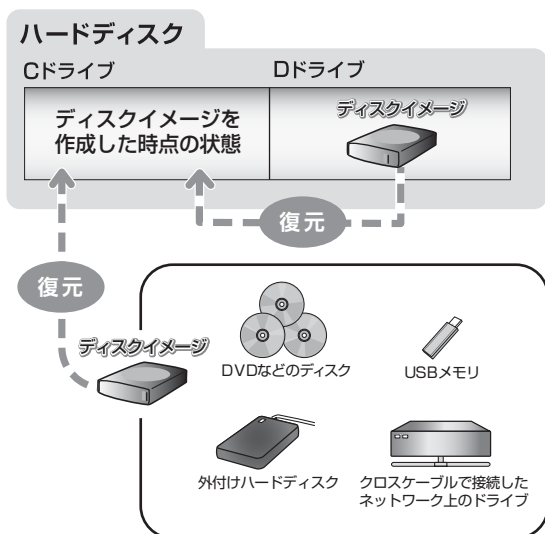 ハードディスク
Cドライブ
Dドライブ
ディスクイメージを
作成した時点の状態
ディスクイメージ
復元
復元
ディスクイメージ
DVDなどのディスク
USBメモリ
外付けハードディスク
クロスケーブルで接続した
ネットワーク上のドライブ